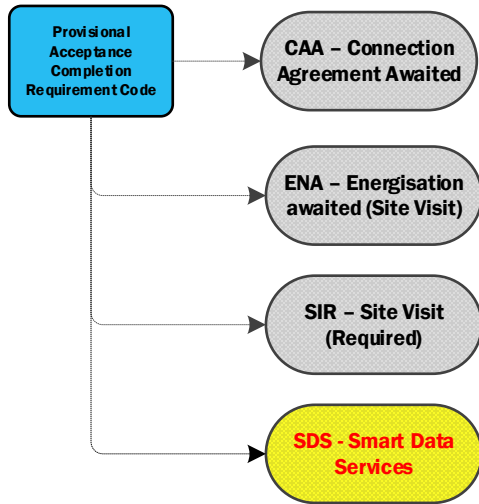 Provisional
Acceptance
Completion
Requirement Code
CAA – Connection
Agreement Awaited
ENA – Energisation
awaited (Site Visit)
SIR – Site Visit
(Required)
SDS - Smart Data
Services